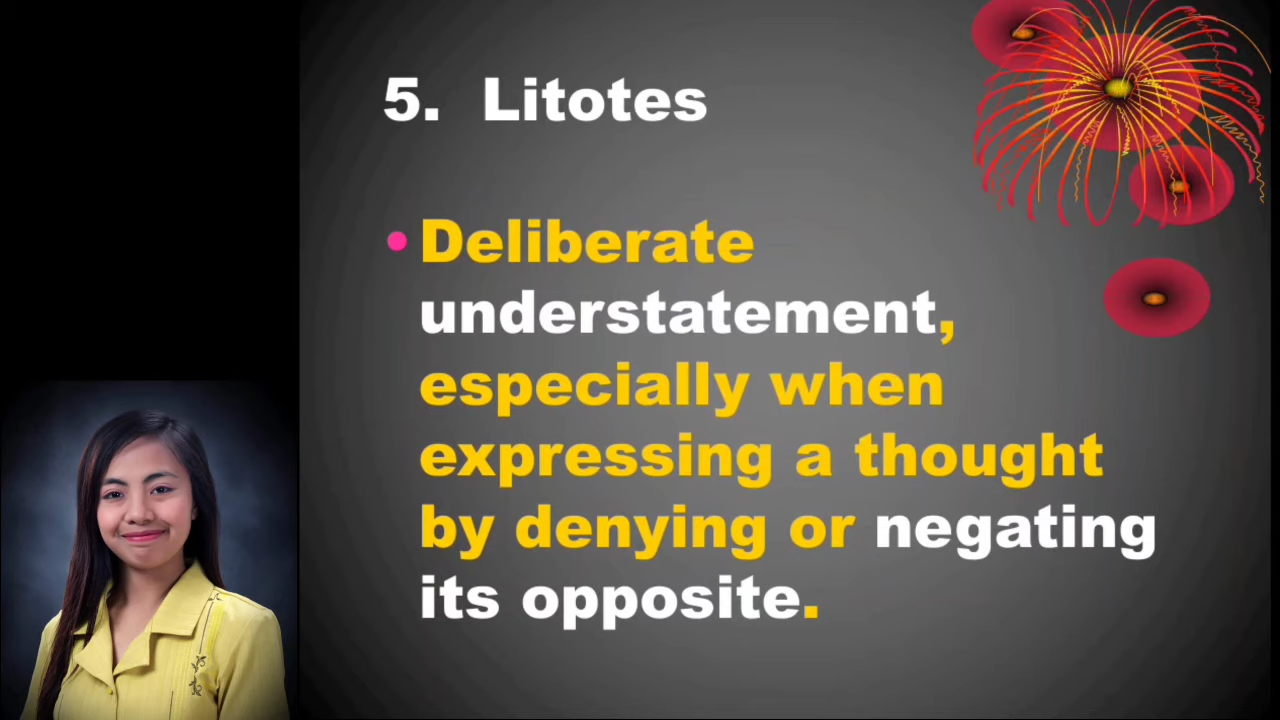 5. Litotes
• Deliberate
understatement,
especially when
expressing a thought
by denying or negating
its opposite.